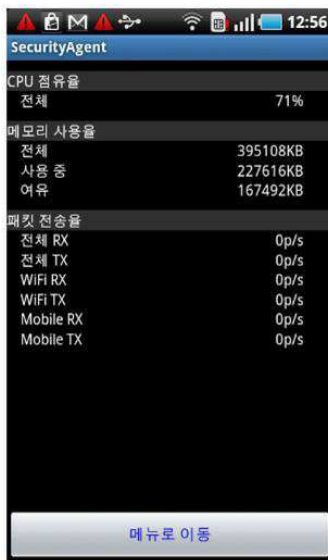 12:56
SecurityAgent
CPU 점유율
전체 71%
메모리 사용율
전체 395108KB
사용 중 227616KB
여유 167492KB
패킷 전송율
전체 RX 0p/s
전체 TX 0p/s
WiFi RX 0p/s
WiFi TX 0p/s
Mobile RX 0p/s
Mobile TX 0p/s
메뉴로 이동